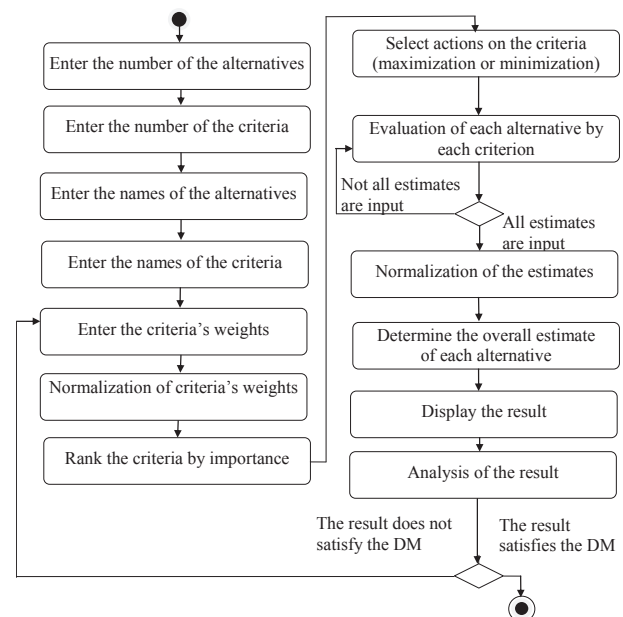 Enter the number of the alternatives
Enter the number of the criteria
Enter the names of the alternatives
Enter the names of the criteria
Enter the criteria's weights
Normalization of criteria's weights
Rank the criteria by importance
Select actions on the criteria
(maximization or minimization)
Evaluation of each alternative by
each criterion
Not all estimates
are input
All estimates
are input
Normalization of the estimates
Determine the overall estimate
of each alternative
Display the result
Analysis of the result
The result does not
satisfy the DM
The result
satisfies the DM